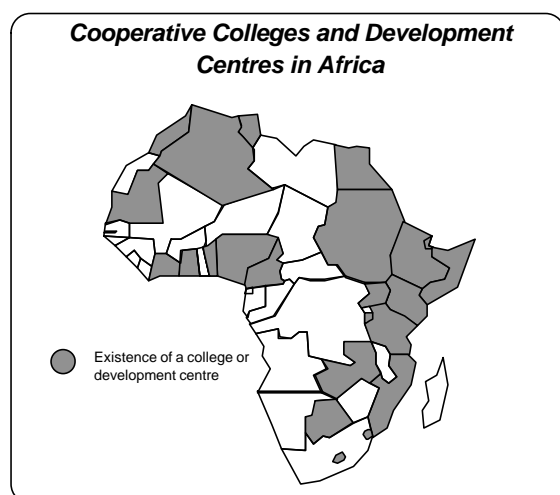 Cooperative Colleges and Development
Centres in Africa
Existence of a college or
development centre